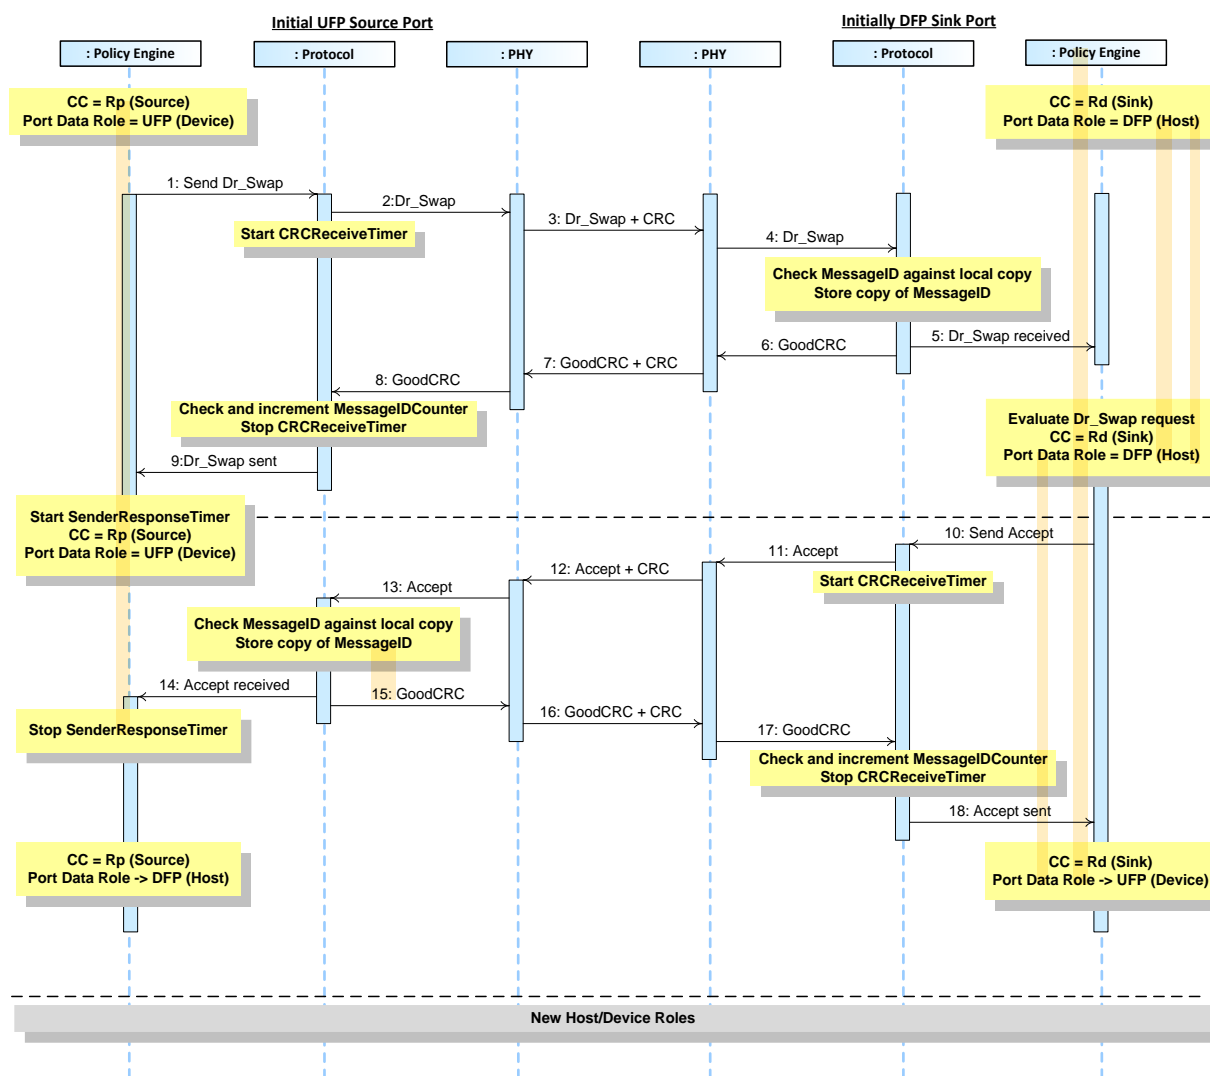 Initial UFP Source Port
Initially DFP Sink Port
: Policy Engine
: Protocol
: PHY
: PHY
: Protocol
: Policy Engine
CC = Rp (Source)
Port Data Role = UFP (Device)
CC = Rd (Sink)
Port Data Role = DFP (Host)
1: Send Dr_Swap
2:Dr_Swap
Start CRCReceiveTimer
3: Dr_Swap + CRC
4: Dr_Swap
Check MessageID against local copy
Store copy of MessageID
5: Dr_Swap received
6: GoodCRC
7: GoodCRC + CRC
8: GoodCRC
Check and increment MessageIDCounter
Stop CRCReceiveTimer
9:Dr_Swap sent
Evaluate Dr_Swap request
CC = Rd (Sink)
Port Data Role = DFP (Host)
Start SenderResponseTimer
CC = Rp (Source)
Port Data Role = UFP (Device)
10: Send Accept
11: Accept
Start CRCReceiveTimer
12: Accept + CRC
13: Accept
Check MessageID against local copy
Store copy of MessageID
14: Accept received
15: GoodCRC
Stop SenderResponseTimer
16: GoodCRC + CRC
17: GoodCRC
Check and increment MessageIDCounter
Stop CRCReceiveTimer
18: Accept sent
CC = Rp (Source)
Port Data Role -> DFP (Host)
CC = Rd (Sink)
Port Data Role -> UFP (Device)
New Host/Device Roles